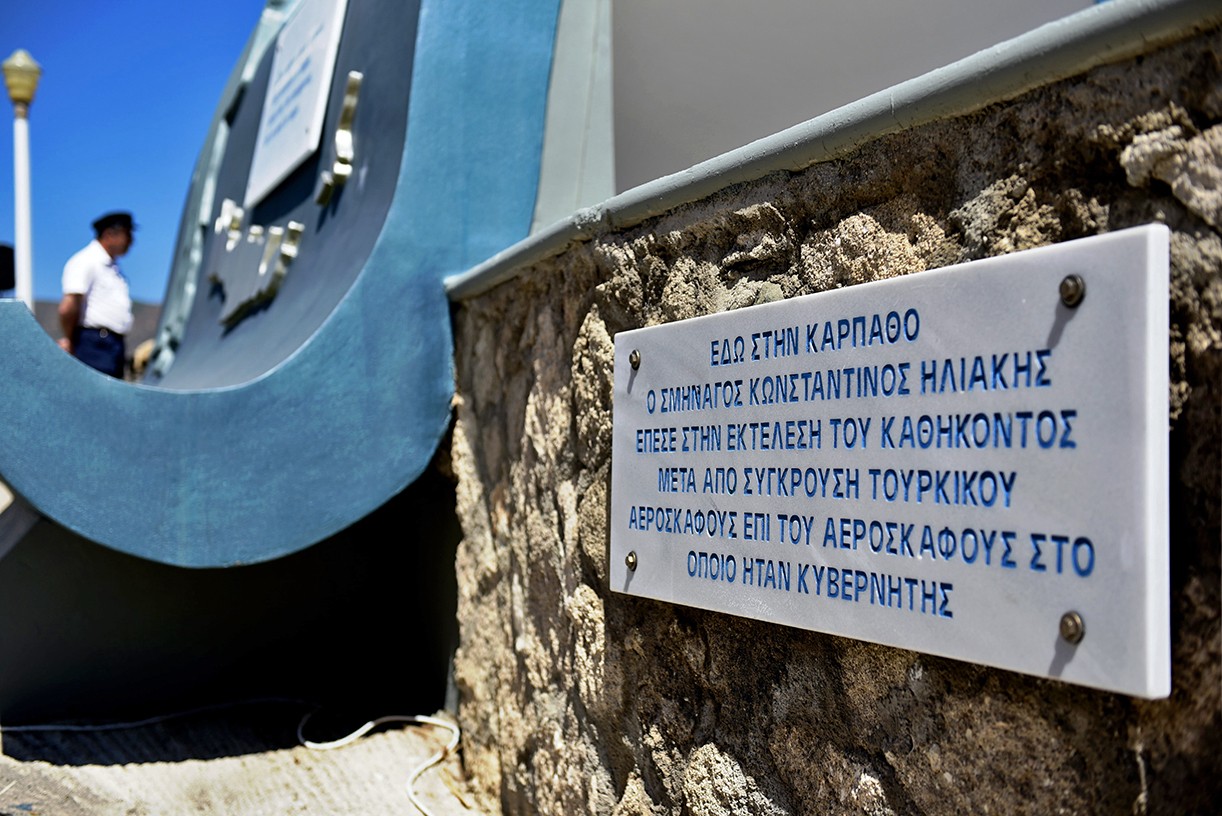 ΕΔΩ ΣΤΗΝ ΚΑΡΠΑΘΟ
Ο ΣΜΗΝΑΓΟΣ ΚΩΝΣΤΑΝΤΙΝΟΣ ΗΛΙΑΚΗΣ
ΕΠΕΣΕ ΣΤΗΝ ΕΚΤΕΛΕΣΗ ΤΟΥ ΚΑΘΗΚΟΝΤΟΣ
ΜΕΤΑ ΑΠΟ ΣΥΓΚΡΟΥΣΗ ΤΟΥΡΚΙΚΟΥ
ΑΕΡΟΣΚΑΦΟΥΣ ΕΠΙ ΤΟΥ ΑΕΡΟΣΚΑΦΟΥΣ ΣΤΟ
ΟΠΟΙΟ ΗΤΑΝ ΚΥΒΕΡΝΗΤΗΣ